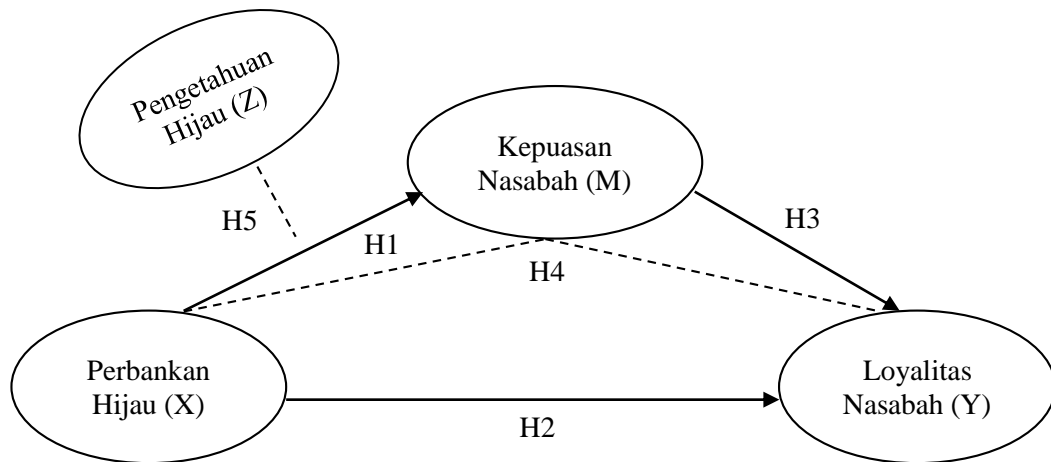 Pengetahuan
Hijau (Z)
Kepuasan
Nasabah (M)
H5
H1
H3
H4
Perbankan
Hijau (X)
Loyalitas
Nasabah (Y)
H2